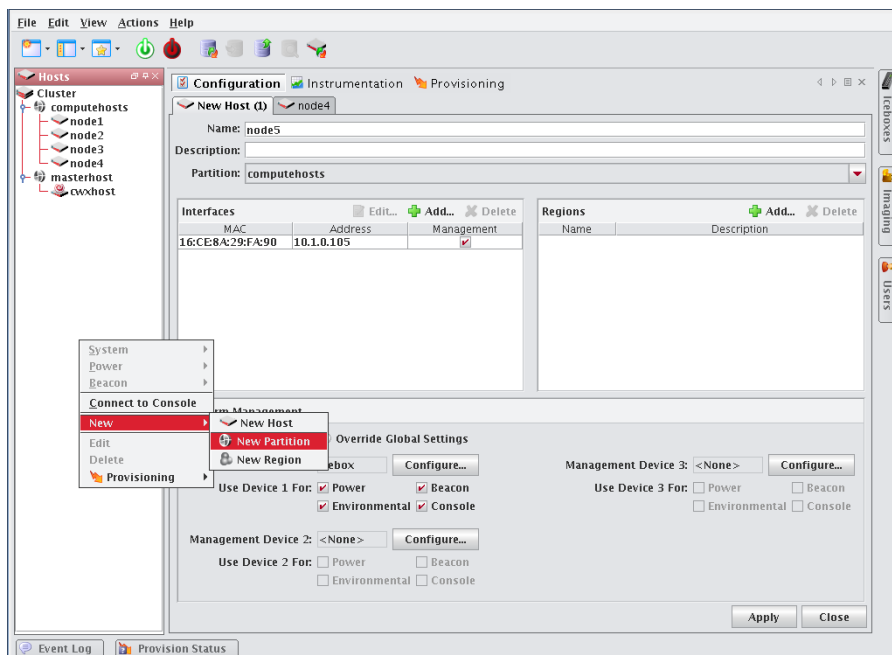 File Edit View Actions Help
Hosts
Cluster
computehosts
node1
node2
node3
node4
masterhost
cwxhost
Configuration Instrumentation Provisioning
New Host (1) node4
Name: node5
Description:
Partition: computehosts
Interfaces Edit... Add... Delete
MAC Address Management
16:CE:8A:29:FA:90 10.1.0.105
Regions Add... Delete
Name Description
System
Power
Beacon
Connect to Console
New
Edit
Delete
Provisioning
New Host
New Partition
New Region
Management
Override Global Settings
Configure...
Use Device 1 For: Power Beacon
Environmental Console
Management Device 2: <None> Configure...
Use Device 2 For: Power Beacon
Environmental Console
Management Device 3: <None> Configure...
Use Device 3 For: Power Beacon
Environmental Console
Apply Close
Iceboxes
Imaging
Users
Event Log Provision Status